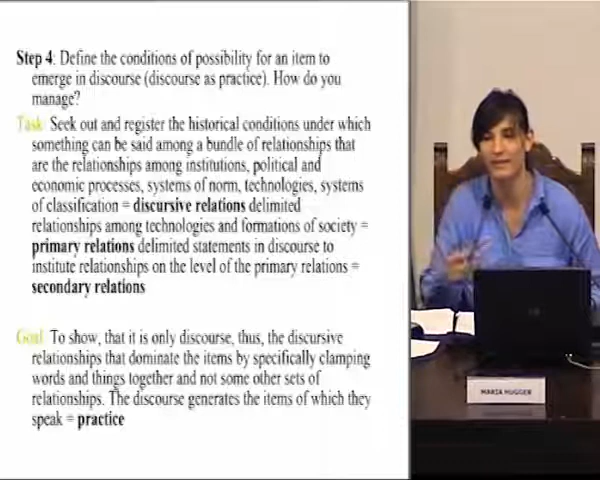 Step 4: Define the conditions of possibility for an item to
emerge in discourse (discourse as practice). How do you
manage?
Task: Seek out and register the historical conditions under which
something can be said among a bundle of relationships that
are the relationships among institutions, political and
economic processes, systems of norm, technologies, systems
of classification = discursive relations delimited
relationships among technologies and formations of society =
primary relations delimited statements in discourse to
institute relationships on the level of the primary relations =
secondary relations
Goal: To show, that it is only discourse, thus, the discursive
relationships that dominate the items by specifically clamping
words and things together and not some other sets of
relationships. The discourse generates the items of which they
speak = practice
MARIA HUGGER